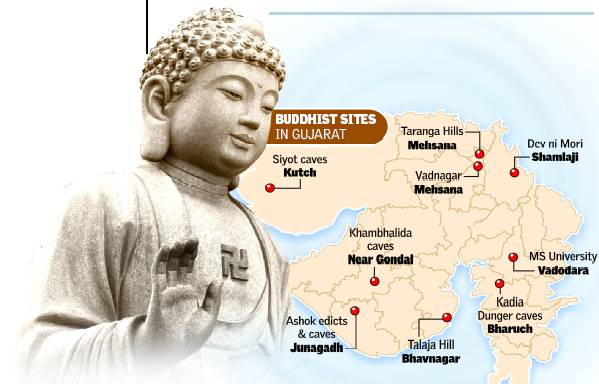 BUDDHIST SITES
IN GUJARAT
Taranga Hills
Mehsana
Dev ni Mori
Shamlaji
Siyot caves
Kutch
Vadnagar
Mehsana
Khambhalida
caves
Near Gondal
MS University
Vadodara
Kadia
Dunger caves
Bharuch
Ashok edicts
& caves
Junagadh
Talaja Hill
Bhavnagar